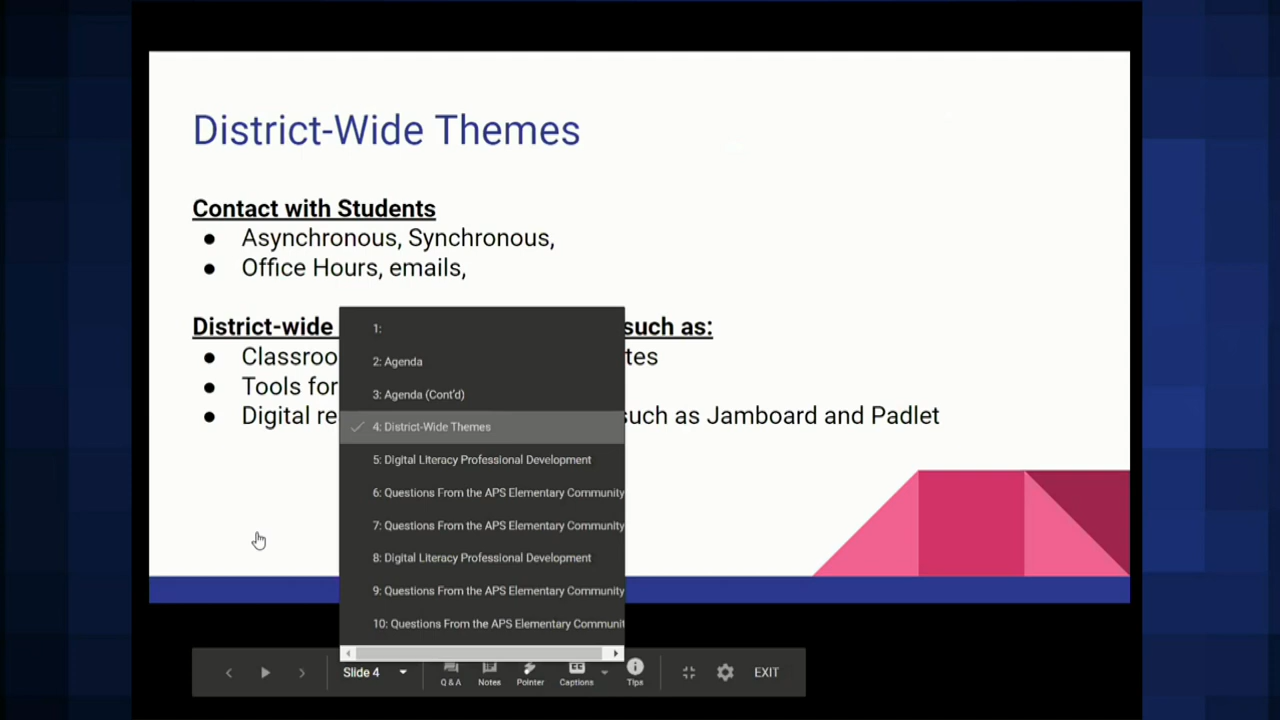 District-Wide Themes
Contact with Students
● Asynchronous, Synchronous,
● Office Hours, emails,
District-wide such as:
● Classroo tes
● Tools for
● Digital re such as Jamboard and Padlet
1:
2: Agenda
3: Agenda (Cont'd)
4: District-Wide Themes
5: Digital Literacy Professional Development
6: Questions From the APS Elementary Community
7: Questions From the APS Elementary Community
8: Digital Literacy Professional Development
9: Questions From the APS Elementary Community
10: Questions From the APS Elementary Communit
Slide 4
Q & A
Notes
Pointer
CC
Captions
Tips
EXIT